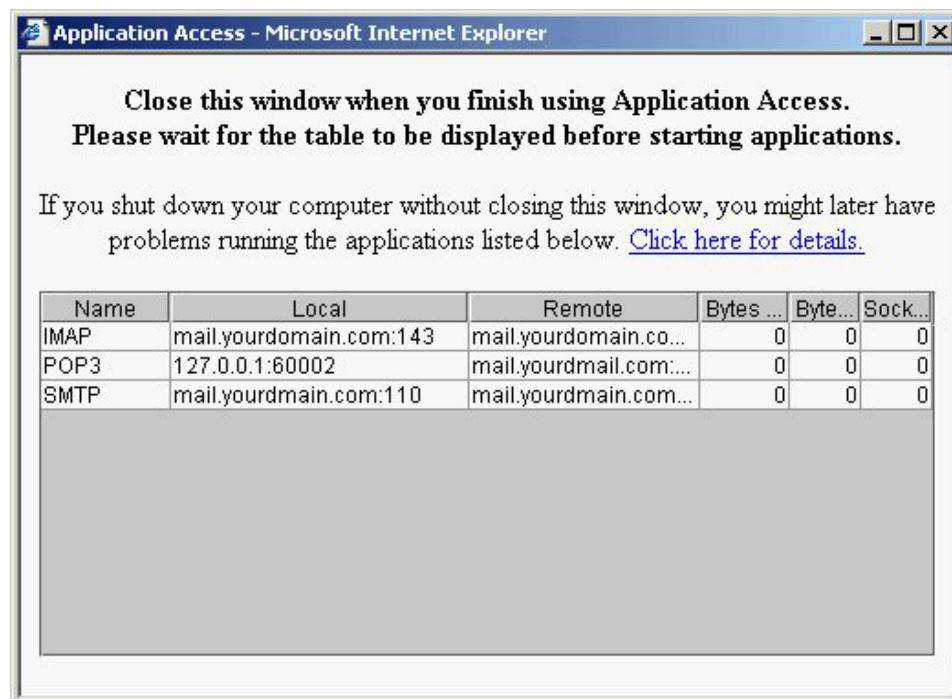 Application Access - Microsoft Internet Explorer
Close this window when you finish using Application Access.
Please wait for the table to be displayed before starting applications.
If you shut down your computer without closing this window, you might later have
problems running the applications listed below. Click here for details.
Name Local Remote Bytes ... Byte... Sock...
IMAP mail.yourdomain.com:143 mail.yourdomain.co... 0 0 0
POP3 127.0.0.1:60002 mail.yourdmail.com:... 0 0 0
SMTP mail.yourdmain.com:110 mail.yourdmain.com... 0 0 0